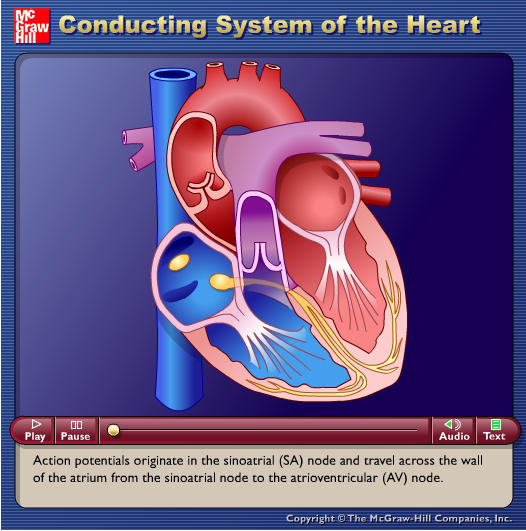 Mc
Graw
Hill
Conducting System of the Heart
Play
Pause
Audio
Text
Action potentials originate in the sinoatrial (SA) node and travel across the wall
of the atrium from the sinoatrial node to the atrioventricular (AV) node.
Copyright © The McGraw-Hill Companies, Inc.